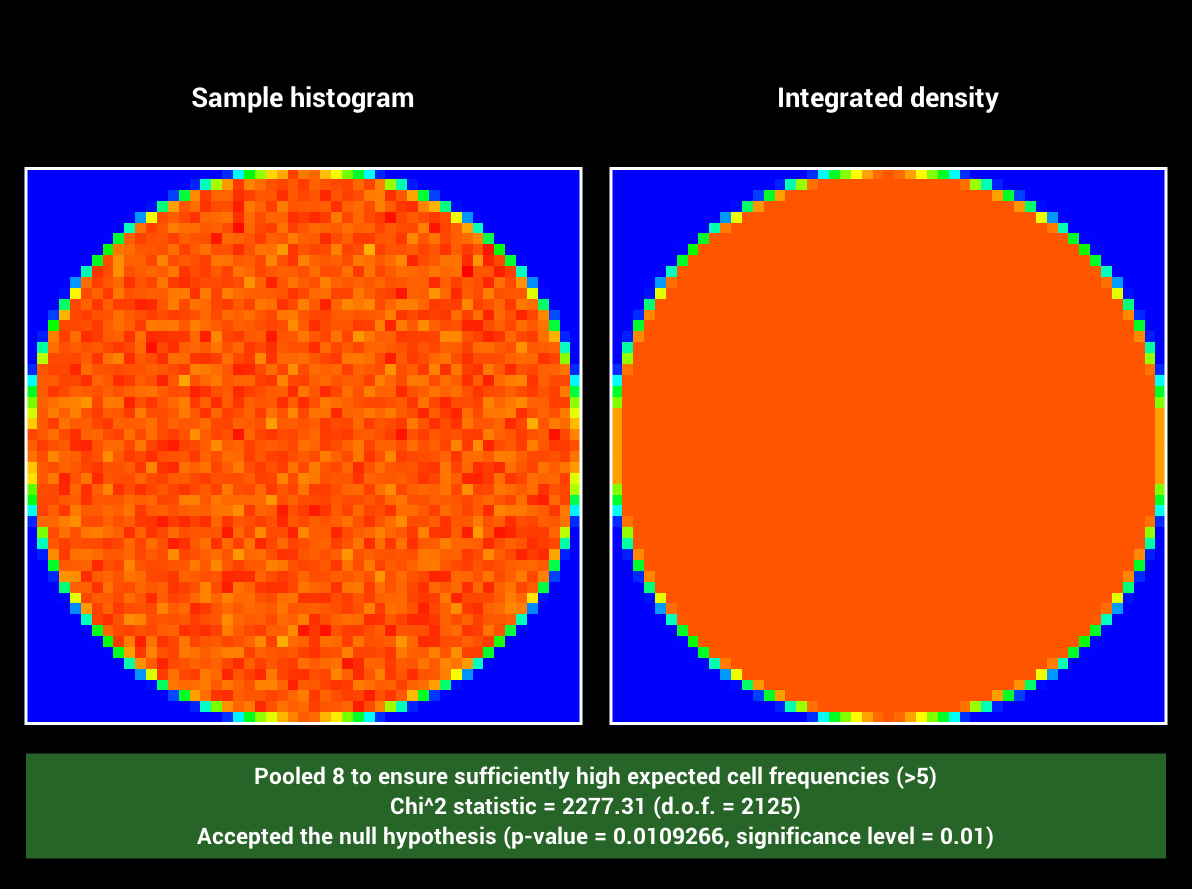 Sample histogram
Integrated density
Pooled 8 to ensure sufficiently high expected cell frequencies (>5)
Chi^2 statistic = 2277.31 (d.o.f. = 2125)
Accepted the null hypothesis (p-value = 0.0109266, significance level = 0.01)